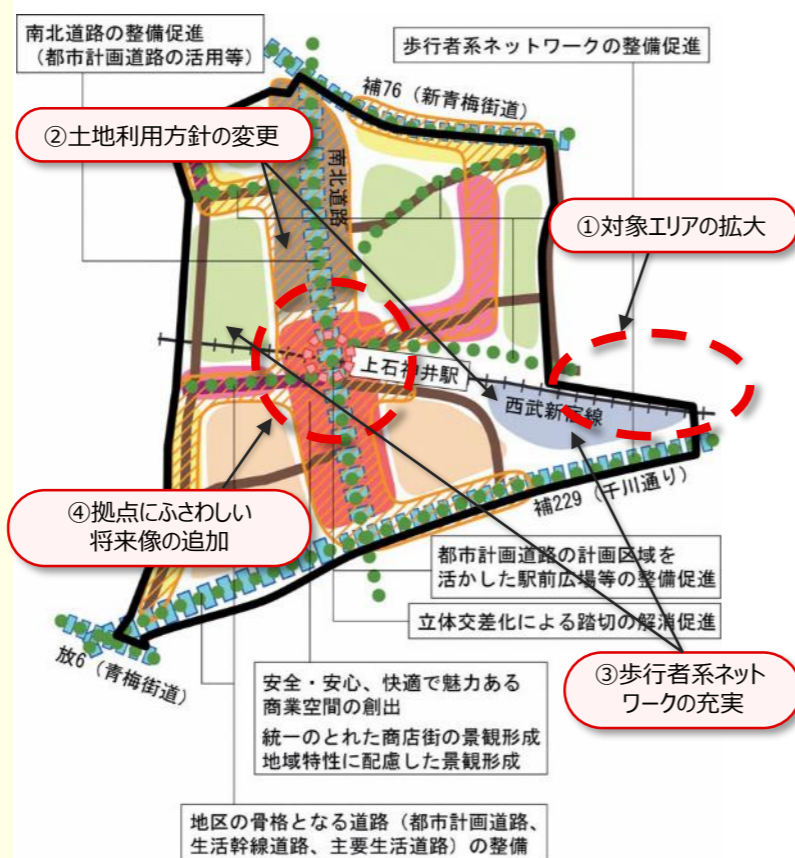 南北道路の整備促進
（都市計画道路の活用等）
歩行者系ネットワークの整備促進
補76（新青梅街道）
②土地利用方針の変更
南北道路
①対象エリアの拡大
上石神井駅
西武新宿線
④拠点にふさわしい
将来像の追加
補229（千川通り）
都市計画道路の計画区域を
活かした駅前広場等の整備促進
立体交差化による踏切の解消促進
放6（青梅街道）
③歩行者系ネット
ワークの充実
安全・安心、快適で魅力ある
商業空間の創出
統一のとれた商店街の景観形成
地域特性に配慮した景観形成
地区の骨格となる道路（都市計画道路、
生活幹線道路、主要生活道路）の整備